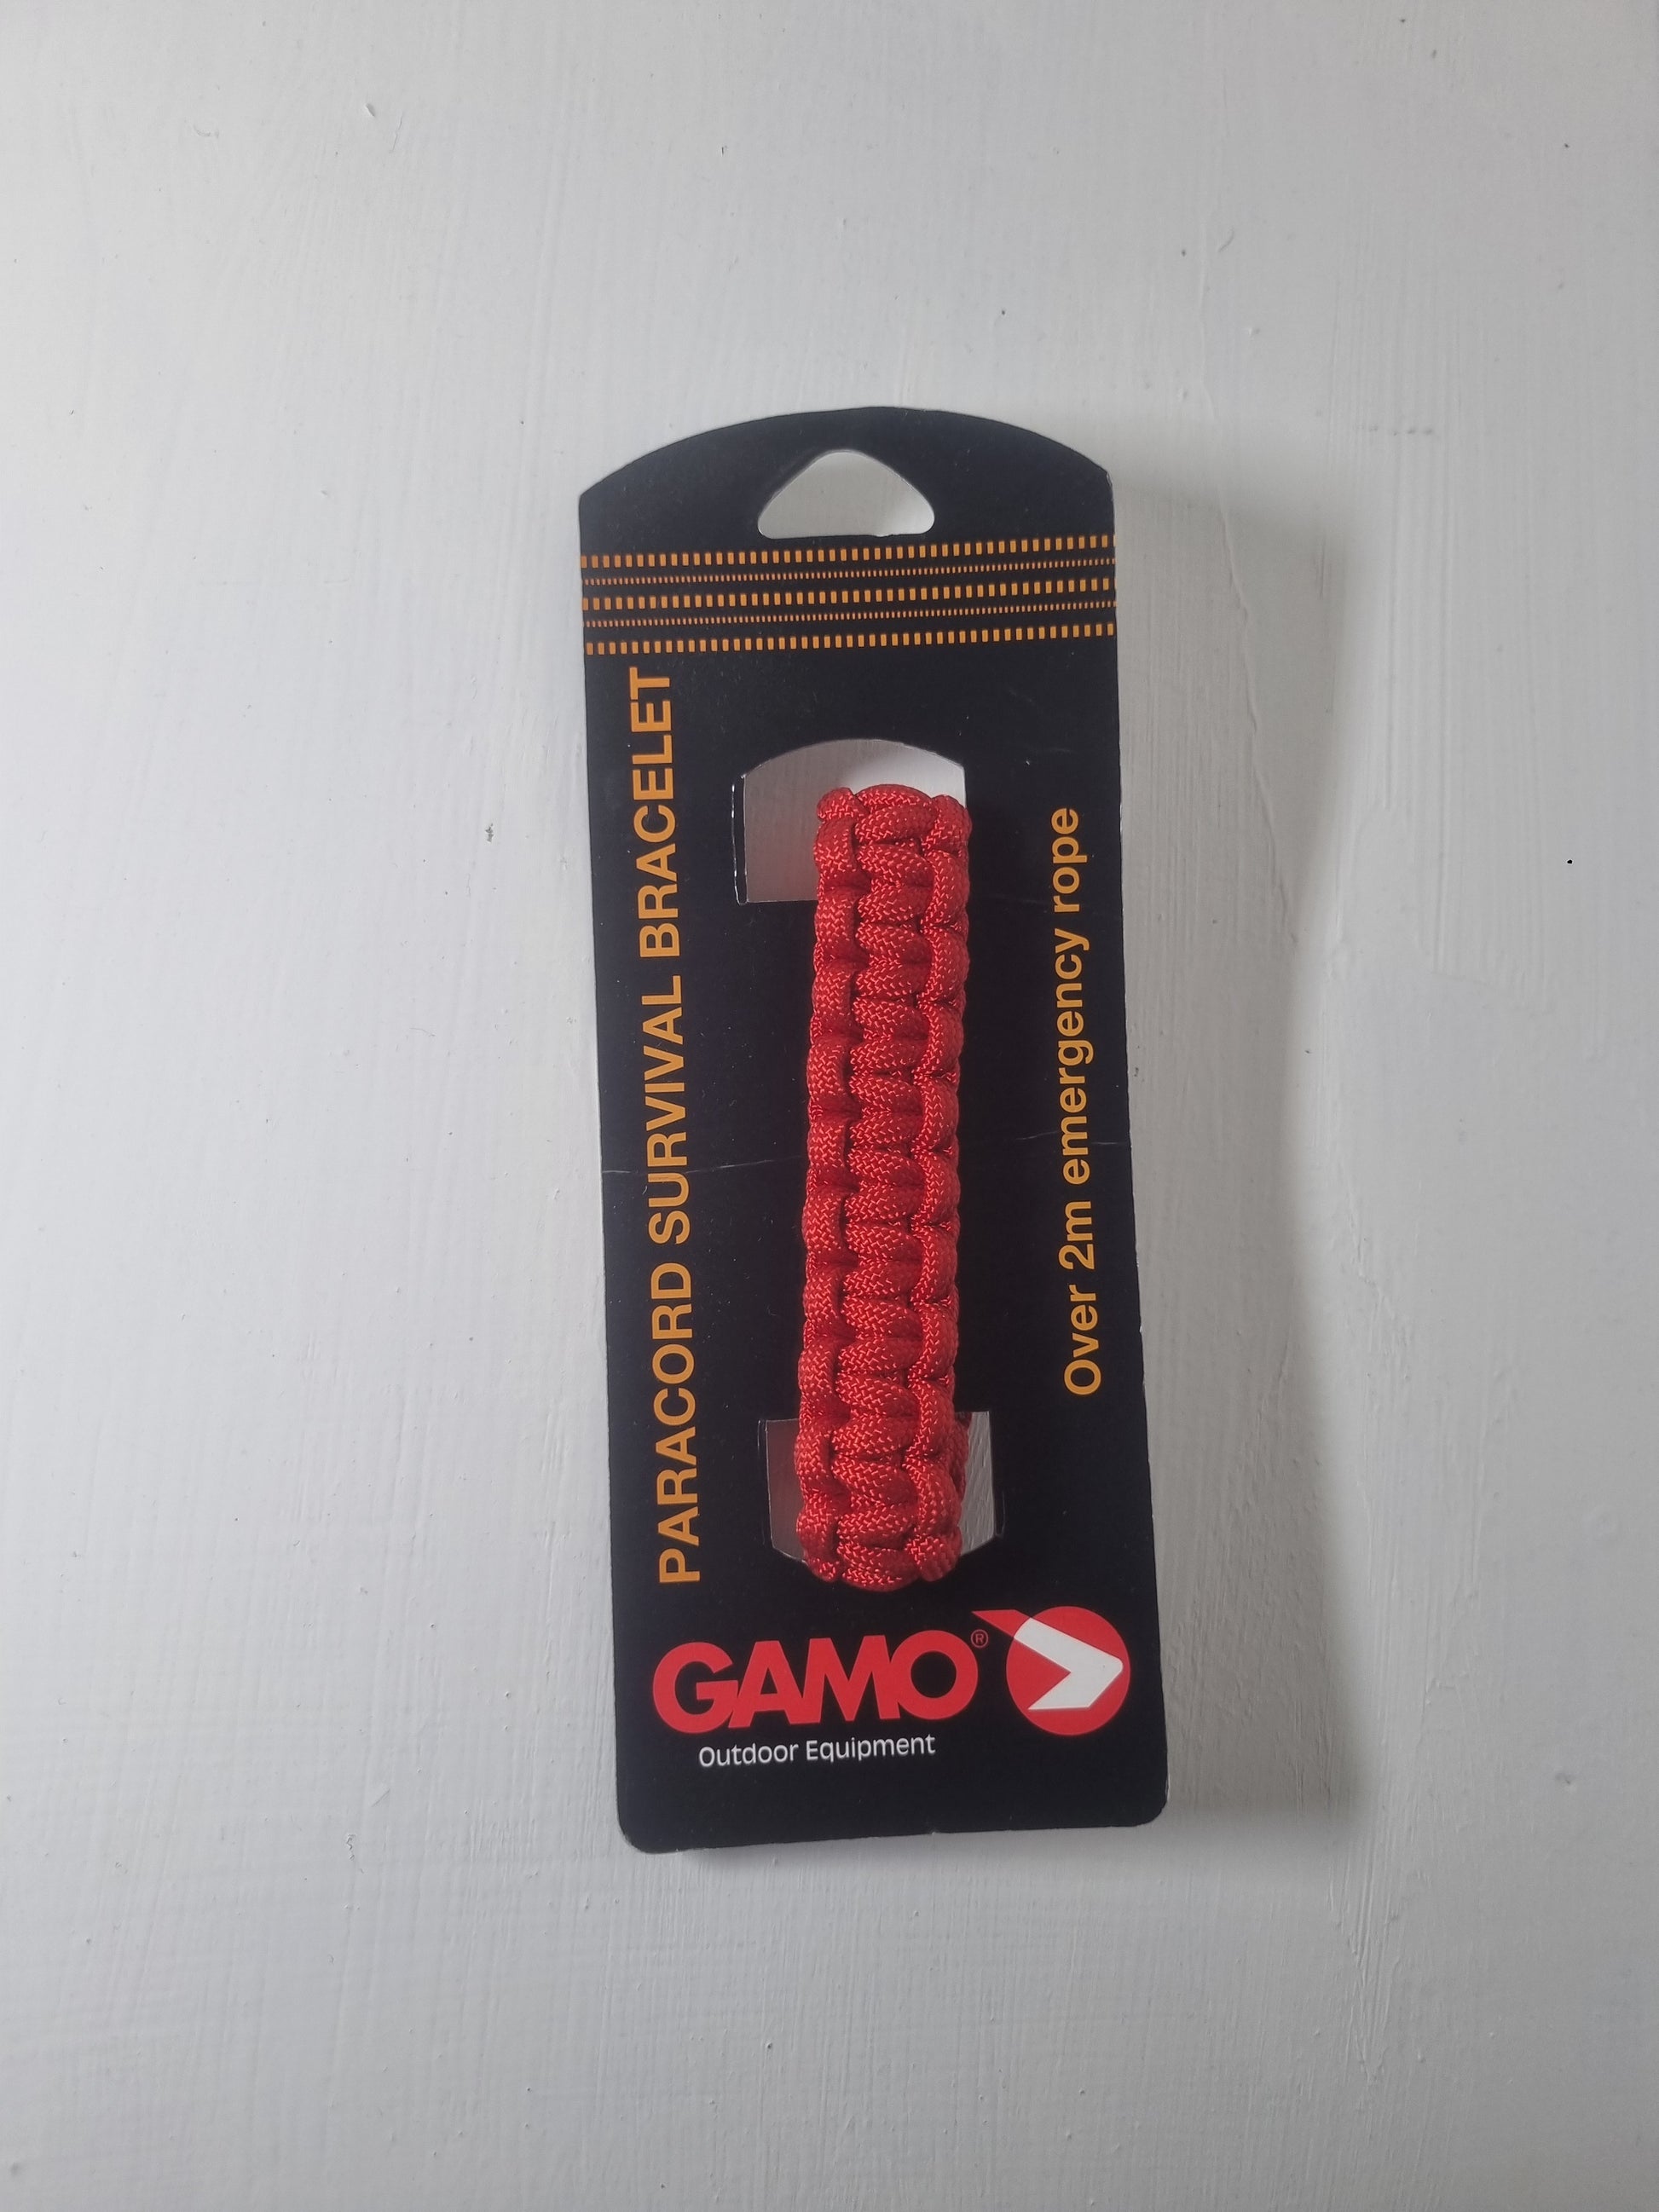 PARACORD SURVIVAL BRACELET
Over 2m emergency rope
GAMO®
Outdoor Equipment